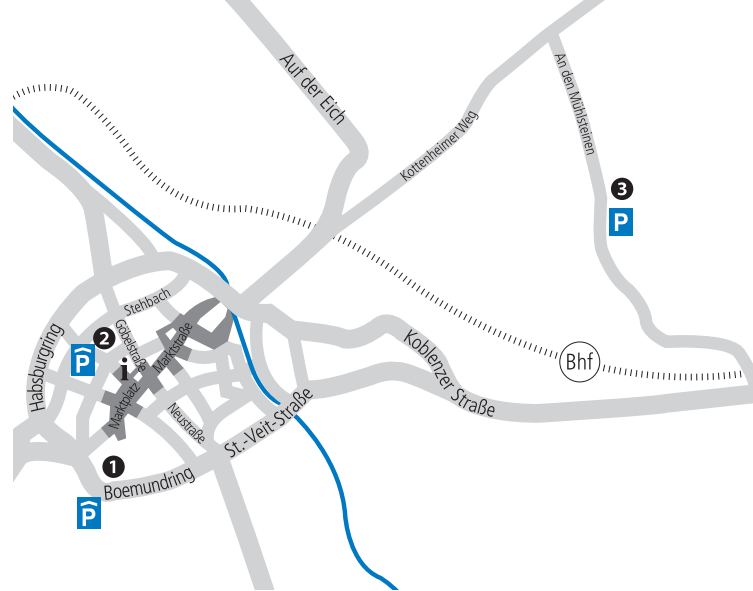 Auf der Eich
An den Mühlsteinen
Kottenheimer Weg
3
P
Stehbach
Göbelstraße
Marktstraße
2
P
i
Habsburgring
Marktplatz
Neustraße
Koblenzer Straße
Bhf
St.-Veit-Straße
1
Boemundring
P